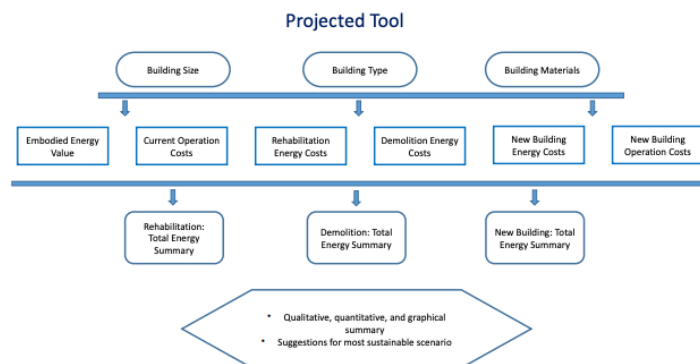 Projected Tool
Building Size
Building Type
Building Materials
Embodied Energy
Value
Current Operation
Costs
Rehabilitation
Energy Costs
Demolition Energy
Costs
New Building
Energy Costs
New Building
Operation Costs
Rehabilitation:
Total Energy
Summary
Demolition: Total
Energy Summary
New Building: Total
Energy Summary
• Qualitative, quantitative, and graphical
summary
• Suggestions for most sustainable scenario